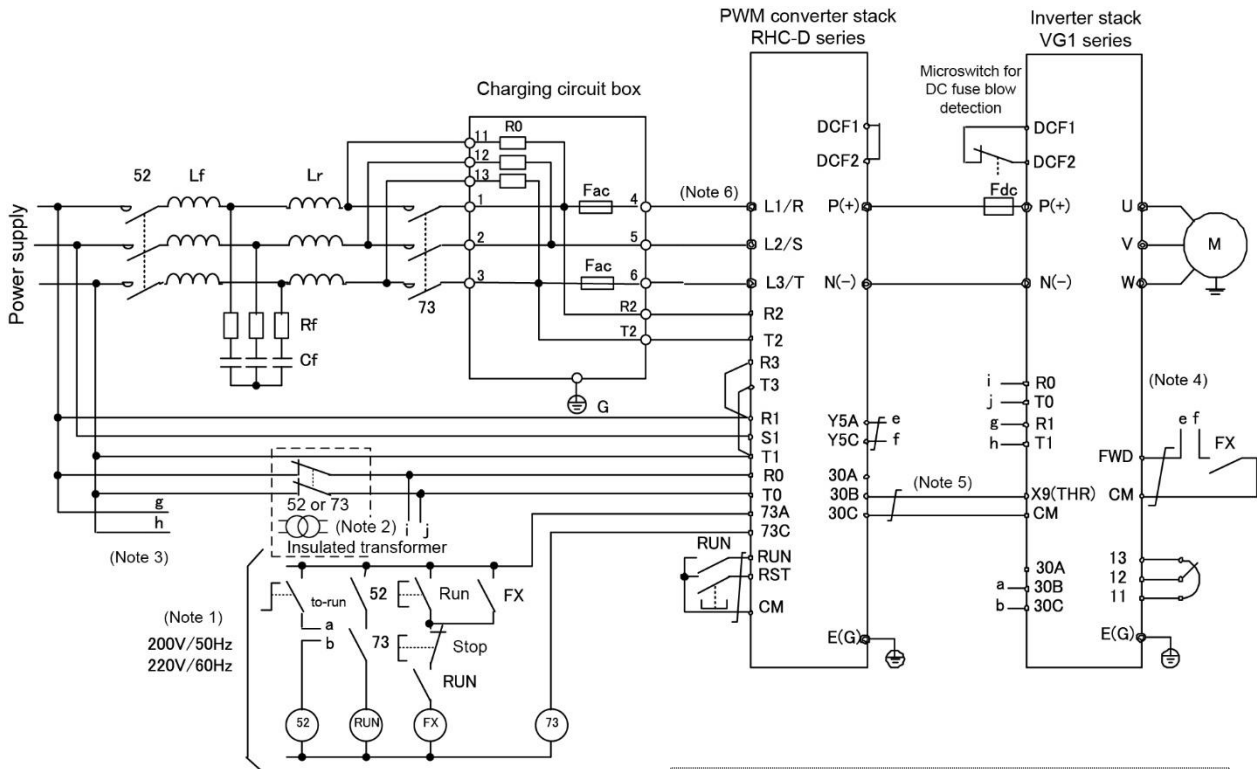 PWM converter stack
RHC-D series
Inverter stack
VG1 series
Microswitch for
DC fuse blow
detection
Charging circuit box
Power supply
52
Lf
Lr
73
Rf
Cf
R0
11
12
13
1
2
3
Fac
Fac
4
5
6
R2
T2
G
(Note 6)
L1/R
L2/S
L3/T
R2
T2
R3
T3
R1
S1
T1
R0
T0
73A
73C
RUN
RUN
RST
CM
DCF1
DCF2
P(+)
N(-)
Y5A
Y5C
e
f
30A
30B
30C
(Note 5)
E(G)
Fdc
DCF1
DCF2
P(+)
N(-)
i
j
g
h
R0
T0
R1
T1
X9(THR)
CM
30A
30B
30C
a
b
U
V
W
M
(Note 4)
e f
FX
FWD
CM
13
12
11
E(G)
g
h
(Note 3)
52 or 73
(Note 2)
i j
Insulated transformer
(Note 1)
200V/50Hz
220V/60Hz
to-run
a
b
52
73
Run
Stop
RUN
FX
52
RUN
FX
73